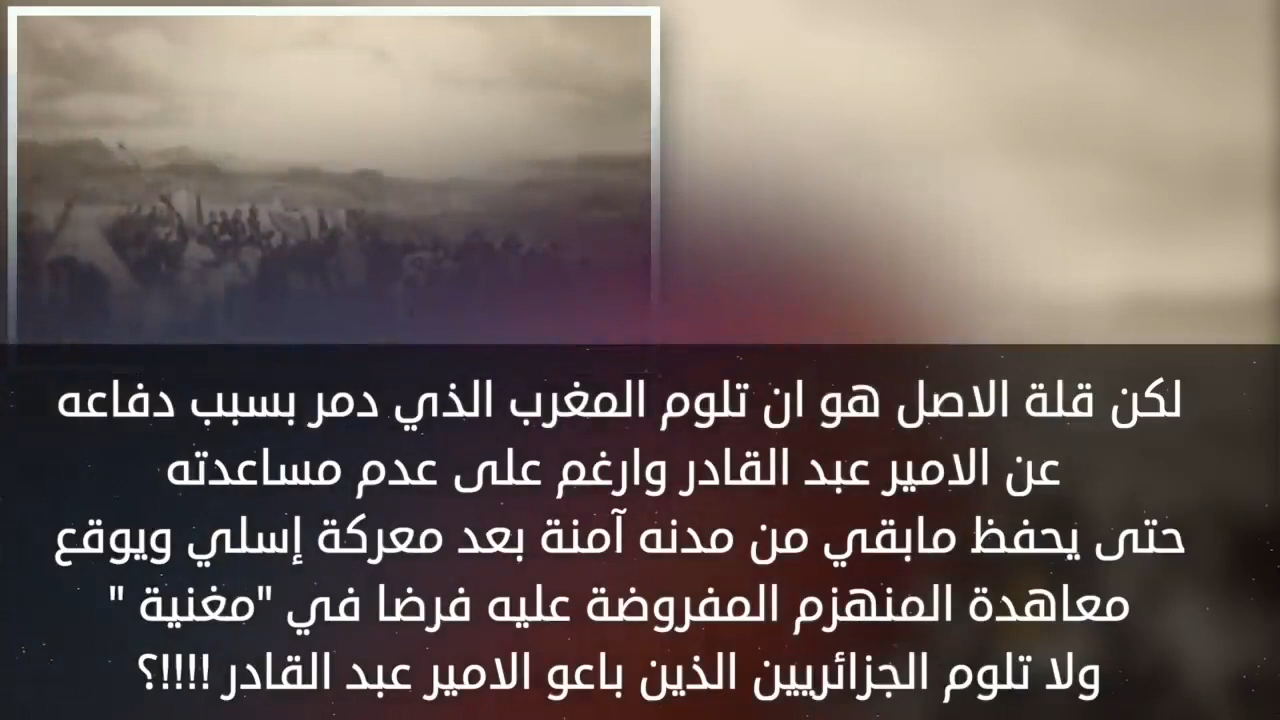 لكن قلة الاصل هو ان تلوم المغرب الذي دمر بسبب دفاعه
عن الامير عبد القادر وارغم على عدم مساعدته
حتى يحفظ مابقي من مدنه آمنة بعد معركة إسلي ويوقع
معاهدة المنهزم المفروضة عليه فرضا في "مغنية "
ولا تلوم الجزائريين الذين باعو الامير عبد القادر !!!!؟